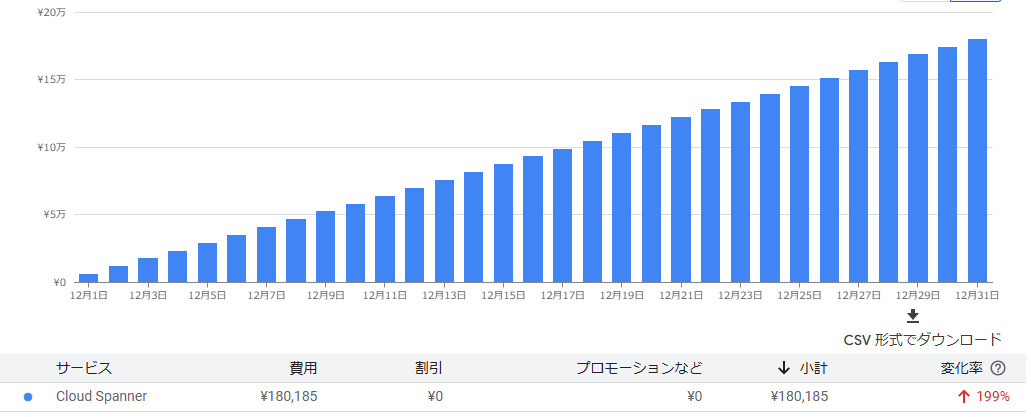 ¥20万
¥15万
¥10万
¥5万
¥0
12月1日 12月3日 12月5日 12月7日 12月9日 12月11日 12月13日 12月15日 12月17日 12月19日 12月21日 12月23日 12月25日 12月27日 12月29日 12月31日
CSV 形式でダウンロード
サービス 費用 割引 プロモーションなど 小計 変化率
Cloud Spanner ¥180,185 ¥0 ¥0 ¥180,185 199%